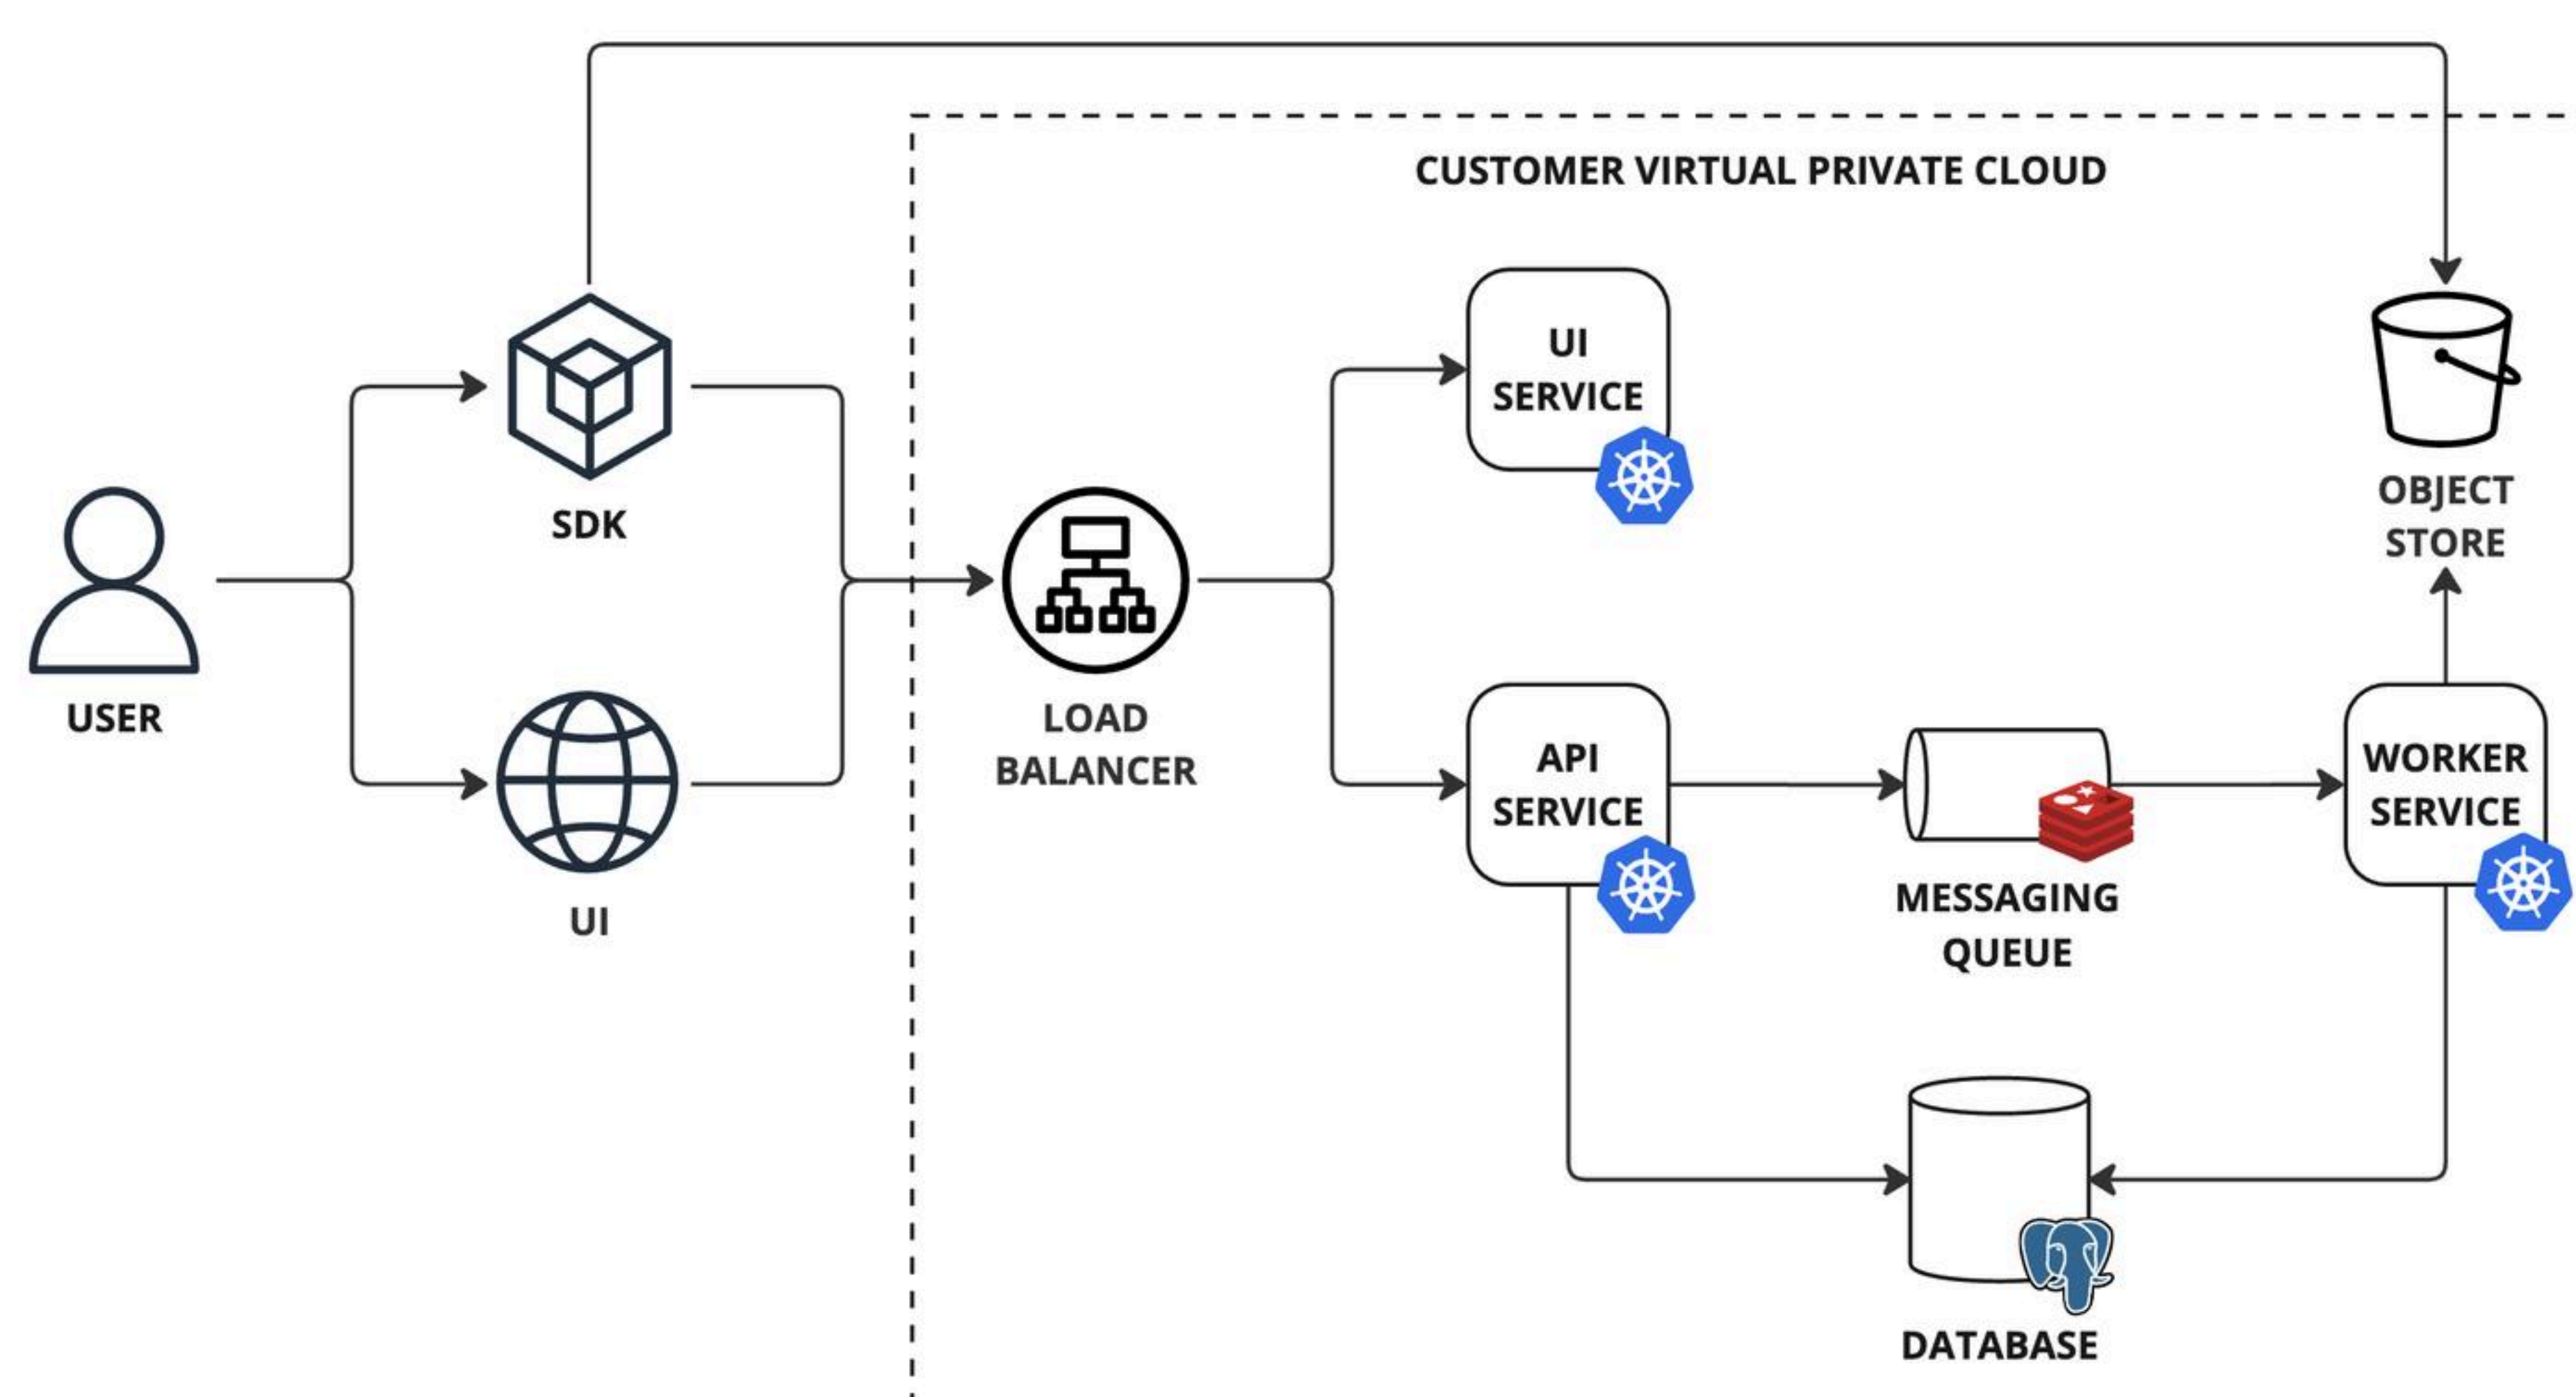 CUSTOMER VIRTUAL PRIVATE CLOUD
UI
SERVICE
OBJECT
STORE
SDK
USER
LOAD
BALANCER
API
SERVICE
WORKER
SERVICE
MESSAGING
QUEUE
UI
DATABASE